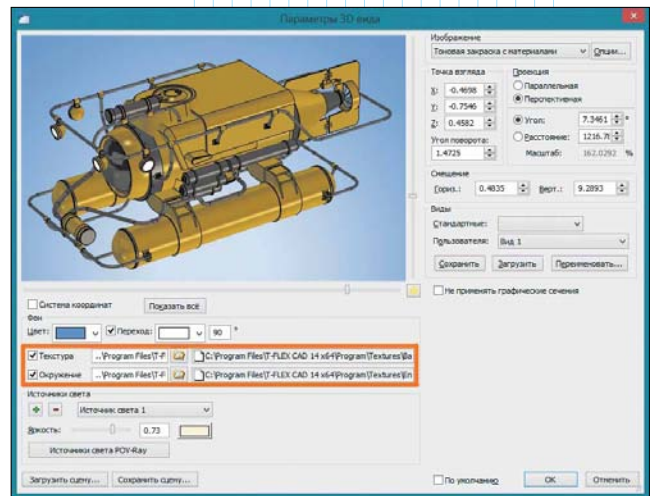 Параметры 3D вида
Изображение
Тоновая закраска с материалами
Опции...
Точка взгляда
X: -0.4698
Y: -0.7546
Z: 0.4582
Угол поворота:
1.4725
Проекция
Параллельная
Перспективная
Угол: 7.3461 °
Расстояние: 1216.7
Масштаб: 162.0292 %
Смещение
Гориз.: 0.4835
Верт.: 9.2893
Виды
Стандартные:
Пользователя: Вид 1
Сохранить
Загрузить
Переименовать...
Не применять графические сечения
Система координат
Показать всё
Фон
Цвет:
Переход:
90 °
Текстура ..\Program Files\T-F C:\Program Files\T-FLEX CAD 14 x64\Program\Textures\Ba
Окружение ..\Program Files\T-F C:\Program Files\T-FLEX CAD 14 x64\Program\Textures\En
Источники света
Источник света 1
Яркость: 0.73
Источники света POV-Ray
Загрузить сцену...
Сохранить сцену...
По умолчанию
OK
Отменить